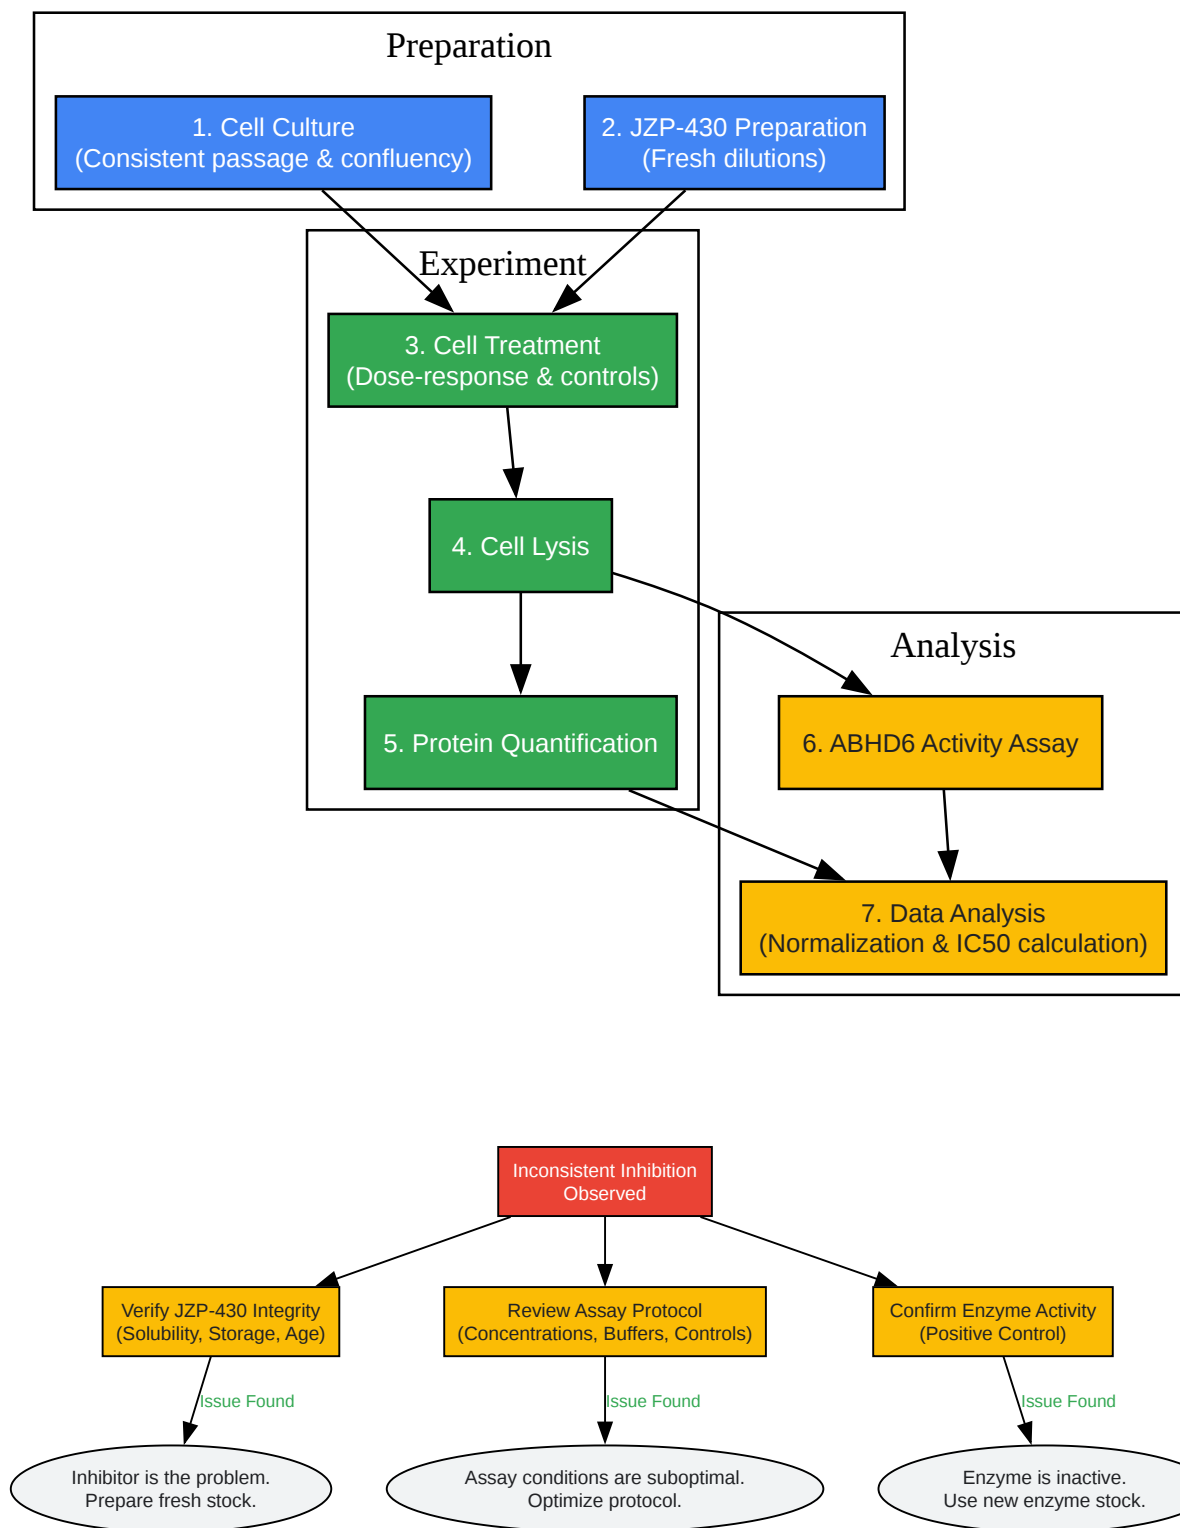 Preparation
1. Cell Culture
(Consistent passage & confluency)
2. JZP-430 Preparation
(Fresh dilutions)
Experiment
3. Cell Treatment
(Dose-response & controls)
4. Cell Lysis
5. Protein Quantification
Analysis
6. ABHD6 Activity Assay
7. Data Analysis
(Normalization & IC50 calculation)
Inconsistent Inhibition
Observed
Verify JZP-430 Integrity
(Solubility, Storage, Age)
Review Assay Protocol
(Concentrations, Buffers, Controls)
Confirm Enzyme Activity
(Positive Control)
Issue Found
Issue Found
Issue Found
Inhibitor is the problem.
Prepare fresh stock.
Assay conditions are suboptimal.
Optimize protocol.
Enzyme is inactive.
Use new enzyme stock.